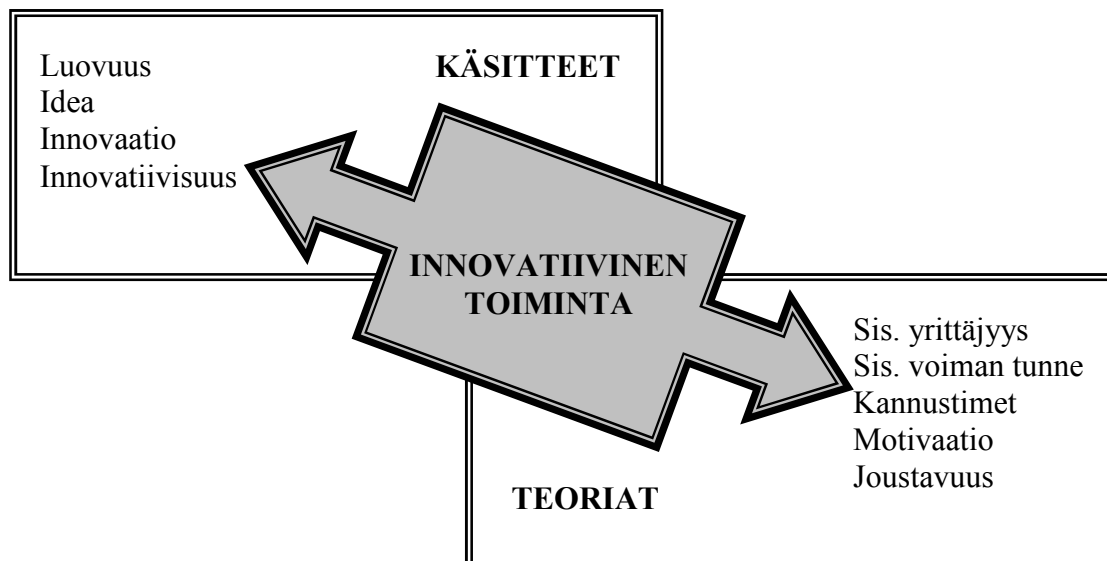 KÄSITTEET
Luovuus
Idea
Innovaatio
Innovatiivisuus
INNOVATIIVINEN
TOIMINTA
Sis. yrittäjyys
Sis. voiman tunne
Kannustimet
Motivaatio
Joustavuus
TEORIAT